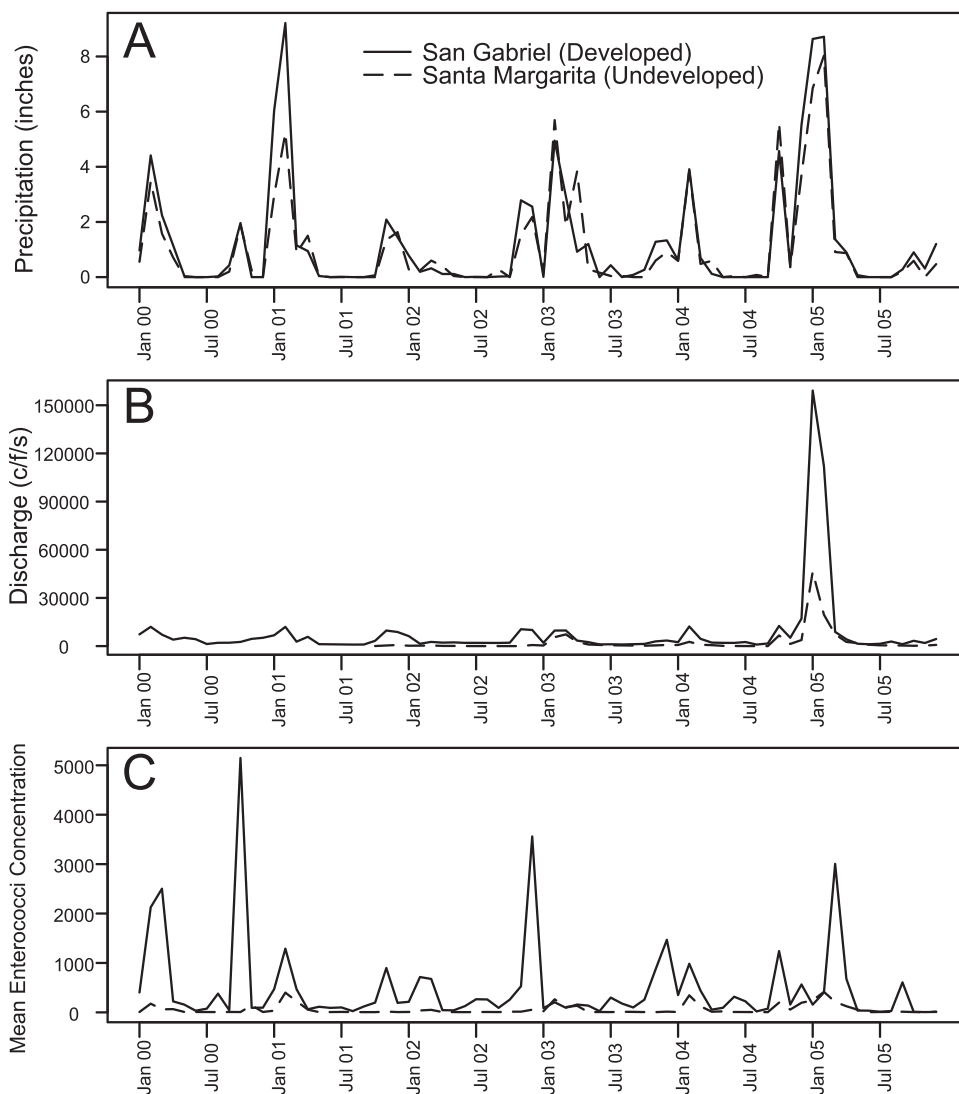 A
San Gabriel (Developed)
Santa Margarita (Undeveloped)
Precipitation (inches)
8
6
4
2
0
Jan 00
Jul 00
Jan 01
Jul 01
Jan 02
Jul 02
Jan 03
Jul 03
Jan 04
Jul 04
Jan 05
Jul 05
B
Discharge (c/f/s)
150000
120000
90000
60000
30000
0
Jan 00
Jul 00
Jan 01
Jul 01
Jan 02
Jul 02
Jan 03
Jul 03
Jan 04
Jul 04
Jan 05
Jul 05
C
Mean Enterococci Concentration
5000
4000
3000
2000
1000
0
Jan 00
Jul 00
Jan 01
Jul 01
Jan 02
Jul 02
Jan 03
Jul 03
Jan 04
Jul 04
Jan 05
Jul 05